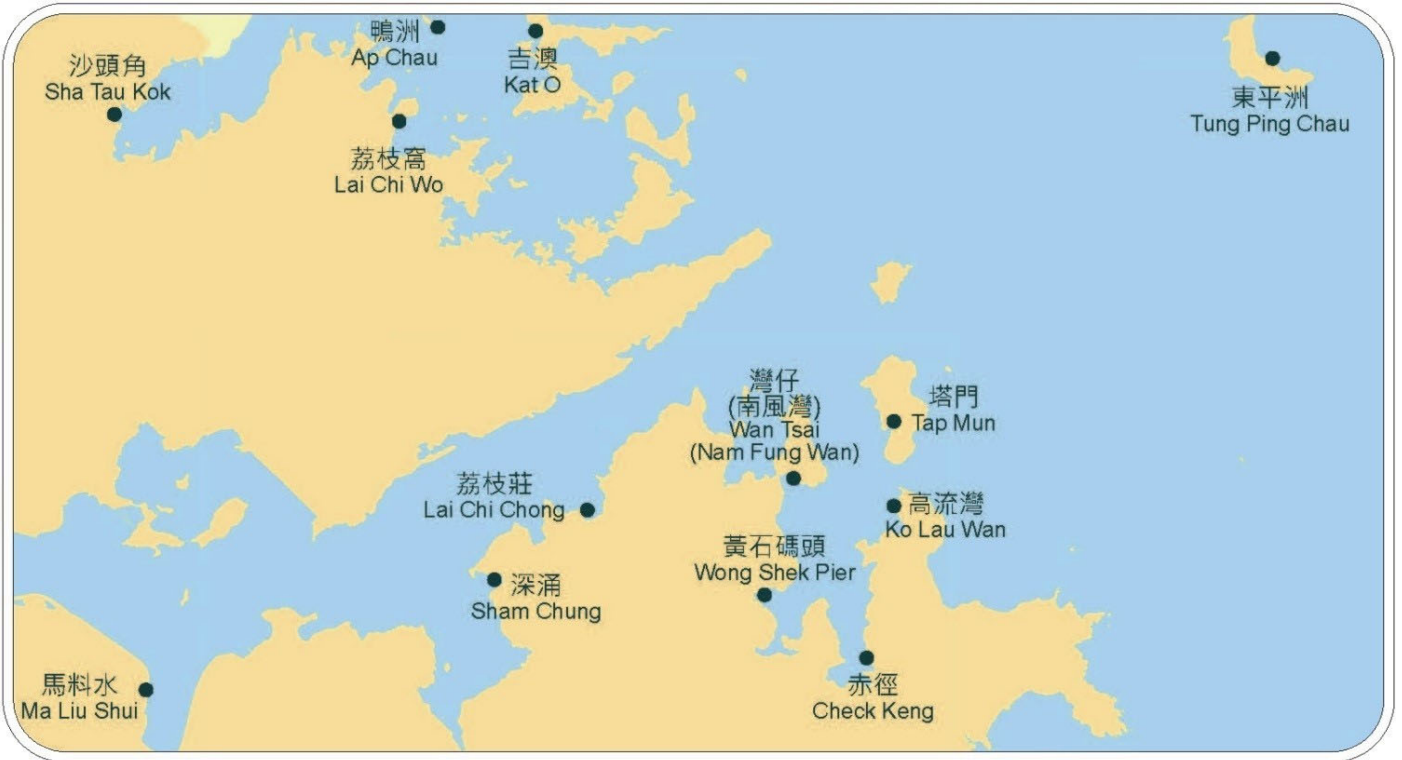 鴨洲
Ap Chau
吉澳
Kat O
沙頭角
Sha Tau Kok
東平洲
Tung Ping Chau
荔枝窩
Lai Chi Wo
灣仔
(南風灣)
Wan Tsai
(Nam Fung Wan)
塔門
Tap Mun
荔枝莊
Lai Chi Chong
高流灣
Ko Lau Wan
黃石碼頭
Wong Shek Pier
深涌
Sham Chung
馬料水
Ma Liu Shui
赤徑
Check Keng